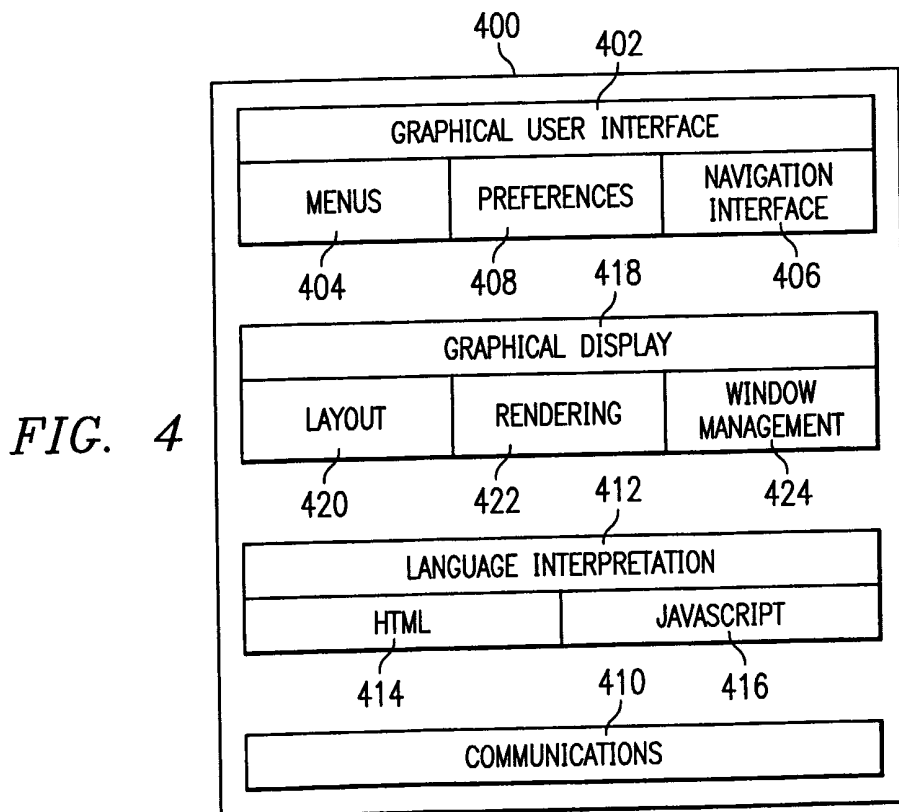 400
402
GRAPHICAL USER INTERFACE
MENUS
PREFERENCES
NAVIGATION
INTERFACE
404
408
406
418
GRAPHICAL DISPLAY
LAYOUT
RENDERING
WINDOW
MANAGEMENT
FIG. 4
420
422
424
412
LANGUAGE INTERPRETATION
HTML
JAVASCRIPT
414
416
410
COMMUNICATIONS